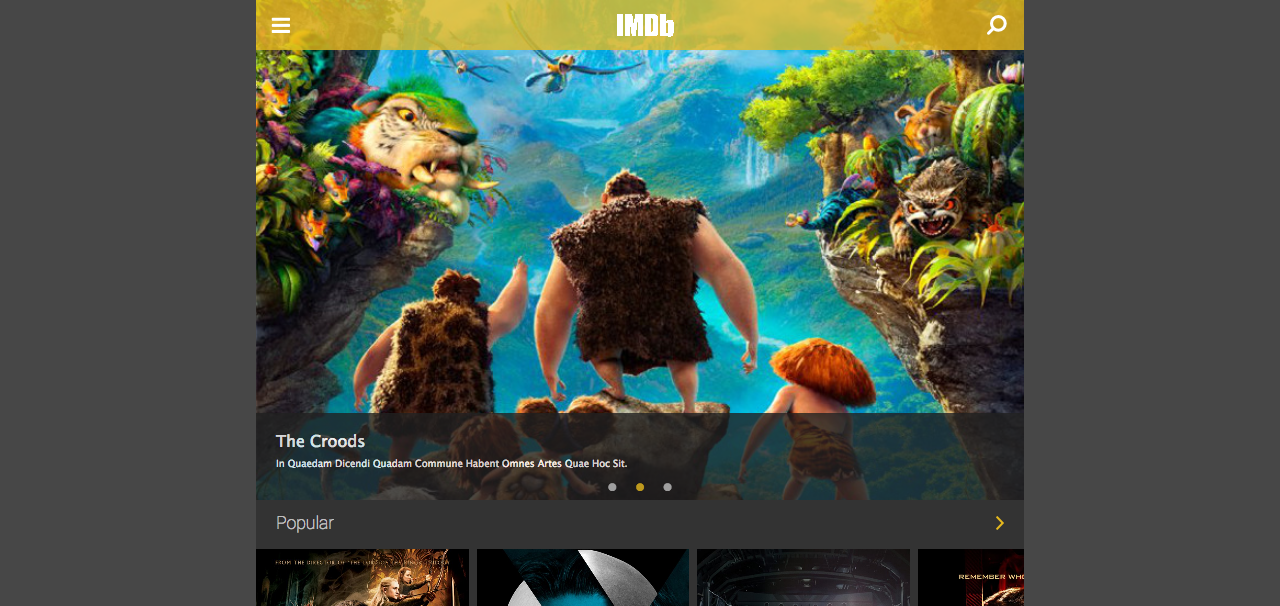 IMDb
The Croods
In Quaedam Dicendi Quadam Commune Habent Omnes Artes Quae Hoc Sit.
Popular
FROM THE DIRECTOR OF "THE LORD OF THE RINGS" TRILOGY
REMEMBER WHO